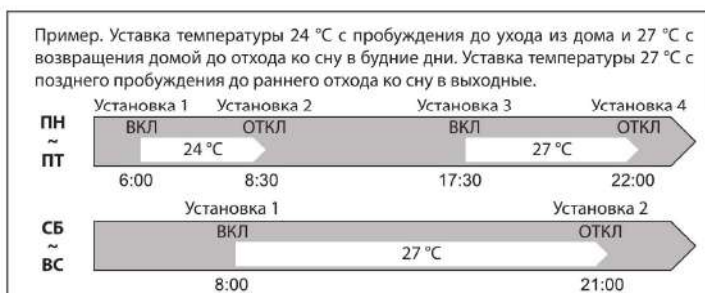 Пример. Уставка температуры 24 °C с пробуждения до ухода из дома и 27 °C с
возвращения домой до отхода ко сну в будние дни. Уставка температуры 27 °C с
позднего пробуждения до раннего отхода ко сну в выходные.
Установка 1 Установка 2 Установка 3 Установка 4
ПН
~
ПТ
ВКЛ ОТКЛ ВКЛ ОТКЛ
24 °C 27 °C
6:00 8:30 17:30 22:00
Установка 1 Установка 2
СБ
~
ВС
ВКЛ ОТКЛ
27 °C
8:00 21:00